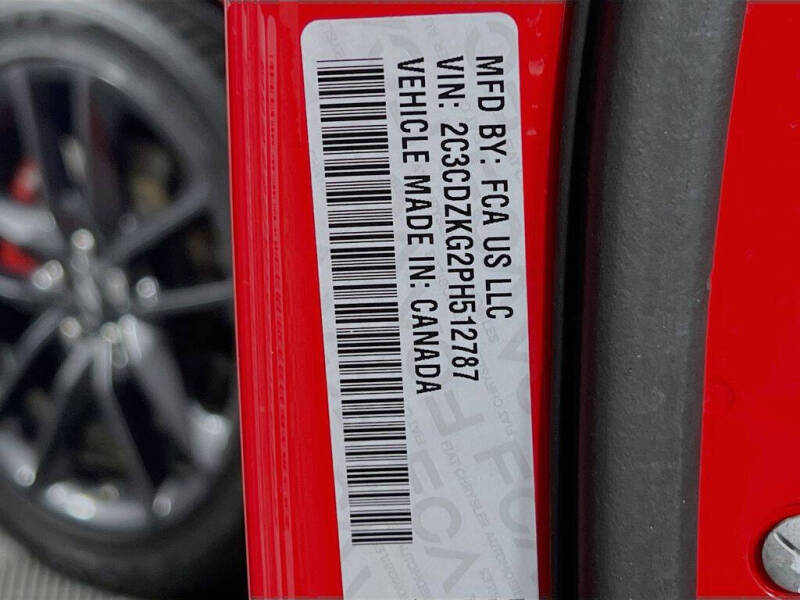 MFD BY: FCA US LLC
VIN: 2C3CDZKG2PH512787
VEHICLE MADE IN: CANADA